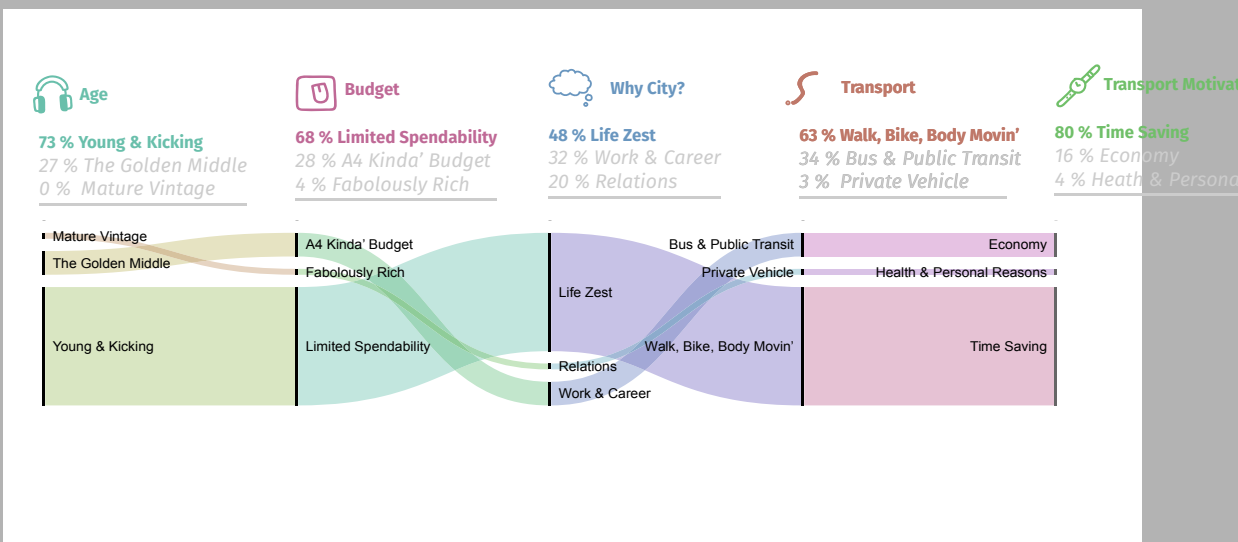 Age
73 % Young & Kicking
27 % The Golden Middle
0 % Mature Vintage
Budget
68 % Limited Spendability
28 % A4 Kinda' Budget
4 % Fabolously Rich
Why City?
48 % Life Zest
32 % Work & Career
20 % Relations
Transport
63 % Walk, Bike, Body Movin'
34 % Bus & Public Transit
3 % Private Vehicle
Transport Motivat
80 % Time Saving
16 % Economy
4 % Heath & Persona
Mature Vintage
The Golden Middle
Young & Kicking
A4 Kinda' Budget
Fabolously Rich
Limited Spendability
Life Zest
Relations
Work & Career
Bus & Public Transit
Private Vehicle
Walk, Bike, Body Movin'
Economy
Health & Personal Reasons
Time Saving